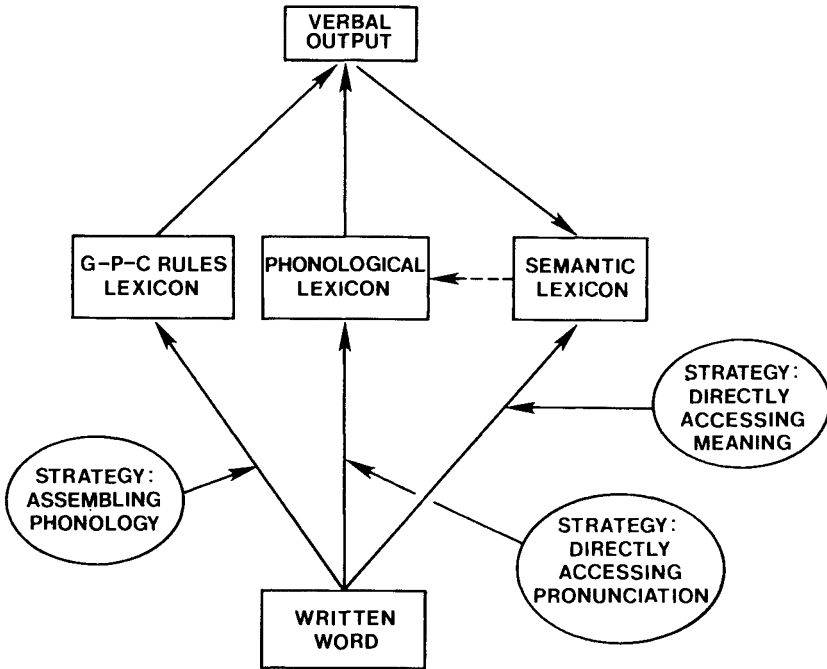 VERBAL
OUTPUT
G-P-C RULES
LEXICON
PHONOLOGICAL
LEXICON
SEMANTIC
LEXICON
STRATEGY:
DIRECTLY
ACCESSING
MEANING
STRATEGY:
ASSEMBLING
PHONOLOGY
STRATEGY:
DIRECTLY
ACCESSING
PRONUNCIATION
WRITTEN
WORD